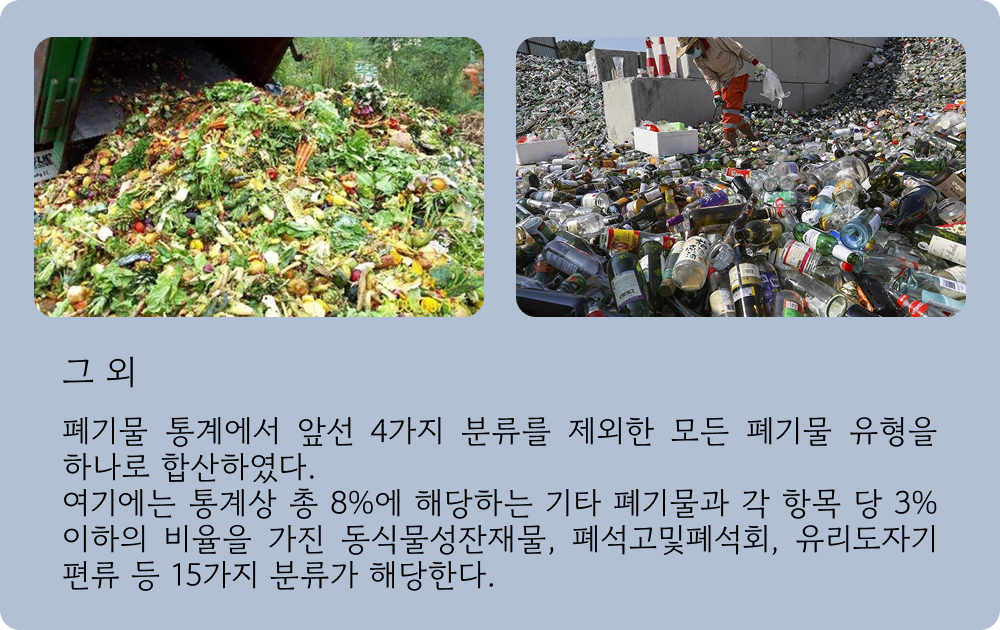 그 외
폐기물 통계에서 앞선 4가지 분류를 제외한 모든 폐기물 유형을
하나로 합산하였다.
여기에는 통계상 총 8%에 해당하는 기타 폐기물과 각 항목 당 3%
이하의 비율을 가진 동식물성잔재물, 폐석고및폐석회, 유리도자기
편류 등 15가지 분류가 해당한다.